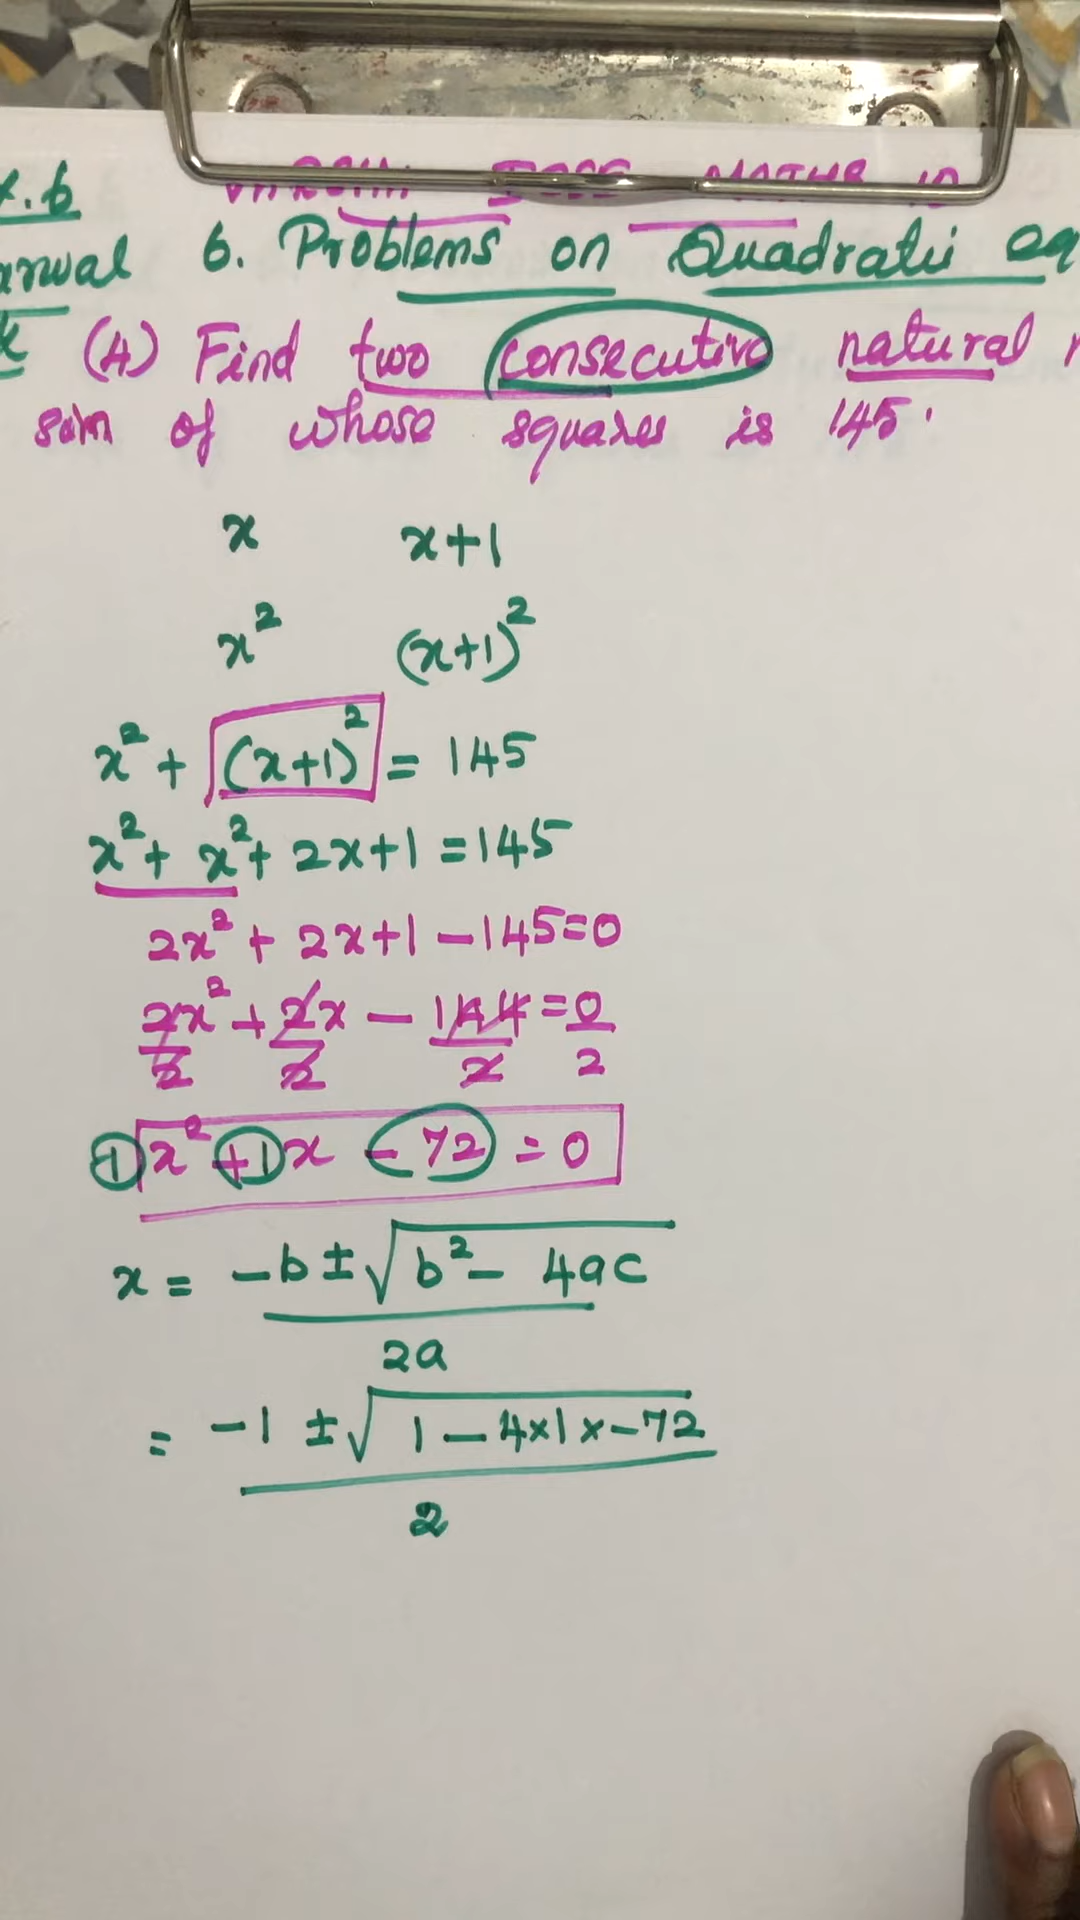 6. Problems on Quadratic eq
(4) Find two consecutive natural
sum of whose squares is 145.
x x+1
x² (x+1)²
x² + (x+1)² = 145
x² + x² + 2x+1 = 145
2x² + 2x+1 - 145 = 0
2x²/2 + 2x/2 - 144/2 = 0/2
1 x² +1x - 72 = 0
x = -b ± √(b² - 4ac) / 2a
= -1 ± √(1 - 4×1×-72) / 2